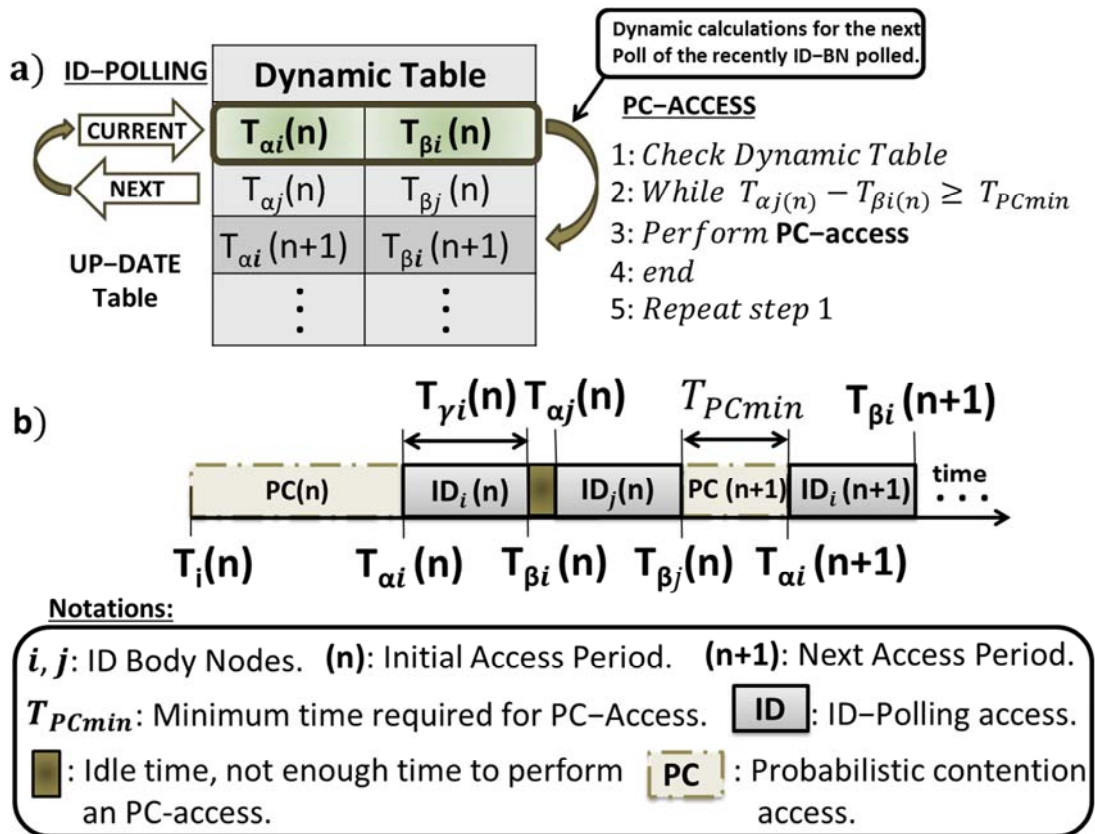 Dynamic calculations for the next
Poll of the recently ID−BN polled.
a) ID−POLLING
Dynamic Table
PC−ACCESS
CURRENT
Tαi(n) Tβi(n)
1: Check Dynamic Table
NEXT
Tαj(n) Tβj(n)
2: While Tαj(n) − Tβi(n) ≥ TPCmin
Tαi(n+1) Tβi(n+1)
3: Perform PC−access
UP−DATE
Table
4: end
⋮ ⋮
5: Repeat step 1
b)
Tγi(n) Tαj(n) TPCmin Tβi(n+1)
PC(n) IDi(n) IDj(n) PC (n+1) IDi(n+1) time
. . .
Ti(n) Tαi(n) Tβi(n) Tβj(n) Tαi(n+1)
Notations:
i, j: ID Body Nodes. (n): Initial Access Period. (n+1): Next Access Period.
TPCmin: Minimum time required for PC−Access. ID : ID−Polling access.
: Idle time, not enough time to perform
an PC-access.
PC : Probabilistic contention
access.